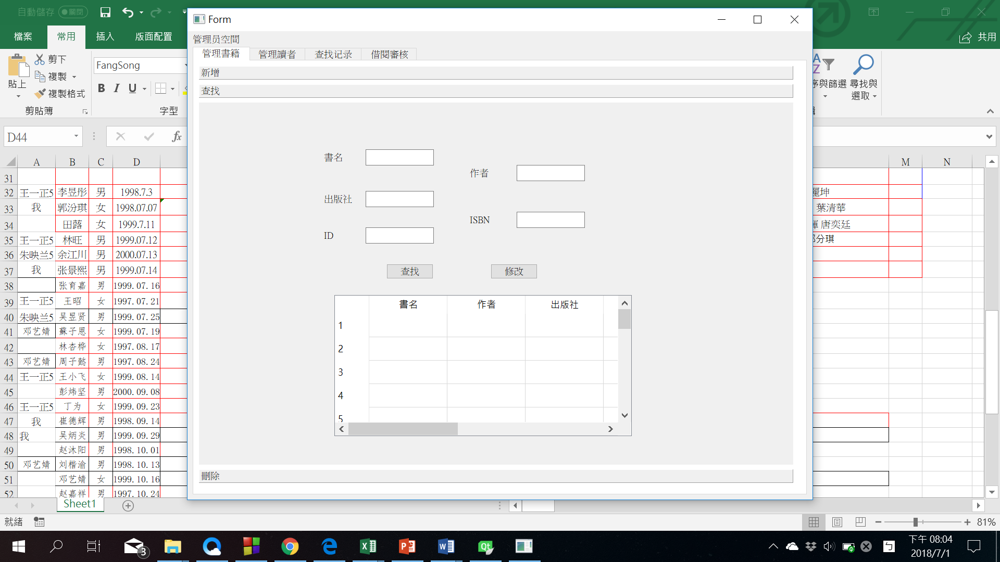 自動儲存 關閉
檔案 常用 插入 版面配置 共用
剪下
複製
複製格式
貼上
剪貼簿
FangSong
B I U
字型
序與篩選
尋找與
選取
D44
fx
Form
管理员空間
管理書籍 管理讀者 查找记录 借閱審核
新增
查找
書名
作者
出版社
ISBN
ID
查找 修改
書名 作者 出版社
1
2
3
4
5
刪除
A B C D M N
31
32 王一正5 李昱彤 男 1998.7.3 麗坤
33 我 郭汾琪 女 1998.07.07 葉清華
34 田蕗 女 1999.7.11 唐奕廷
35 王一正5 林旺 男 1999.07.12 分琪
36 朱映兰5 余江川 男 2000.07.13
37 我 张景熙 男 1999.07.14
38 张育嘉 男 1999.07.16
39 王一正5 王昭 女 1997.07.21
40 朱映兰5 吴昱贤 男 1999.07.25
41 邓艺婧 蘇子恩 女 1999.07.19
42 林杏桦 女 1997.08.17
43 邓艺婧 周子懿 男 1997.08.24
44 王一正5 王小飞 女 1999.08.14
45 彭炜坚 男 2000.09.08
46 王一正5 丁为 女 1999.09.23
47 我 崔德辉 男 1998.09.14
48 我 吴炳炎 男 1999.09.29
49 赵沐阳 男 1998.10.01
50 邓艺婧 刘楷渝 男 1998.10.13
51 邓艺婧 女 1999.10.16
52 赵嘉祥 男 1997.10.24
Sheet1
就緒
81%
3
下午 08:04
2018/7/1